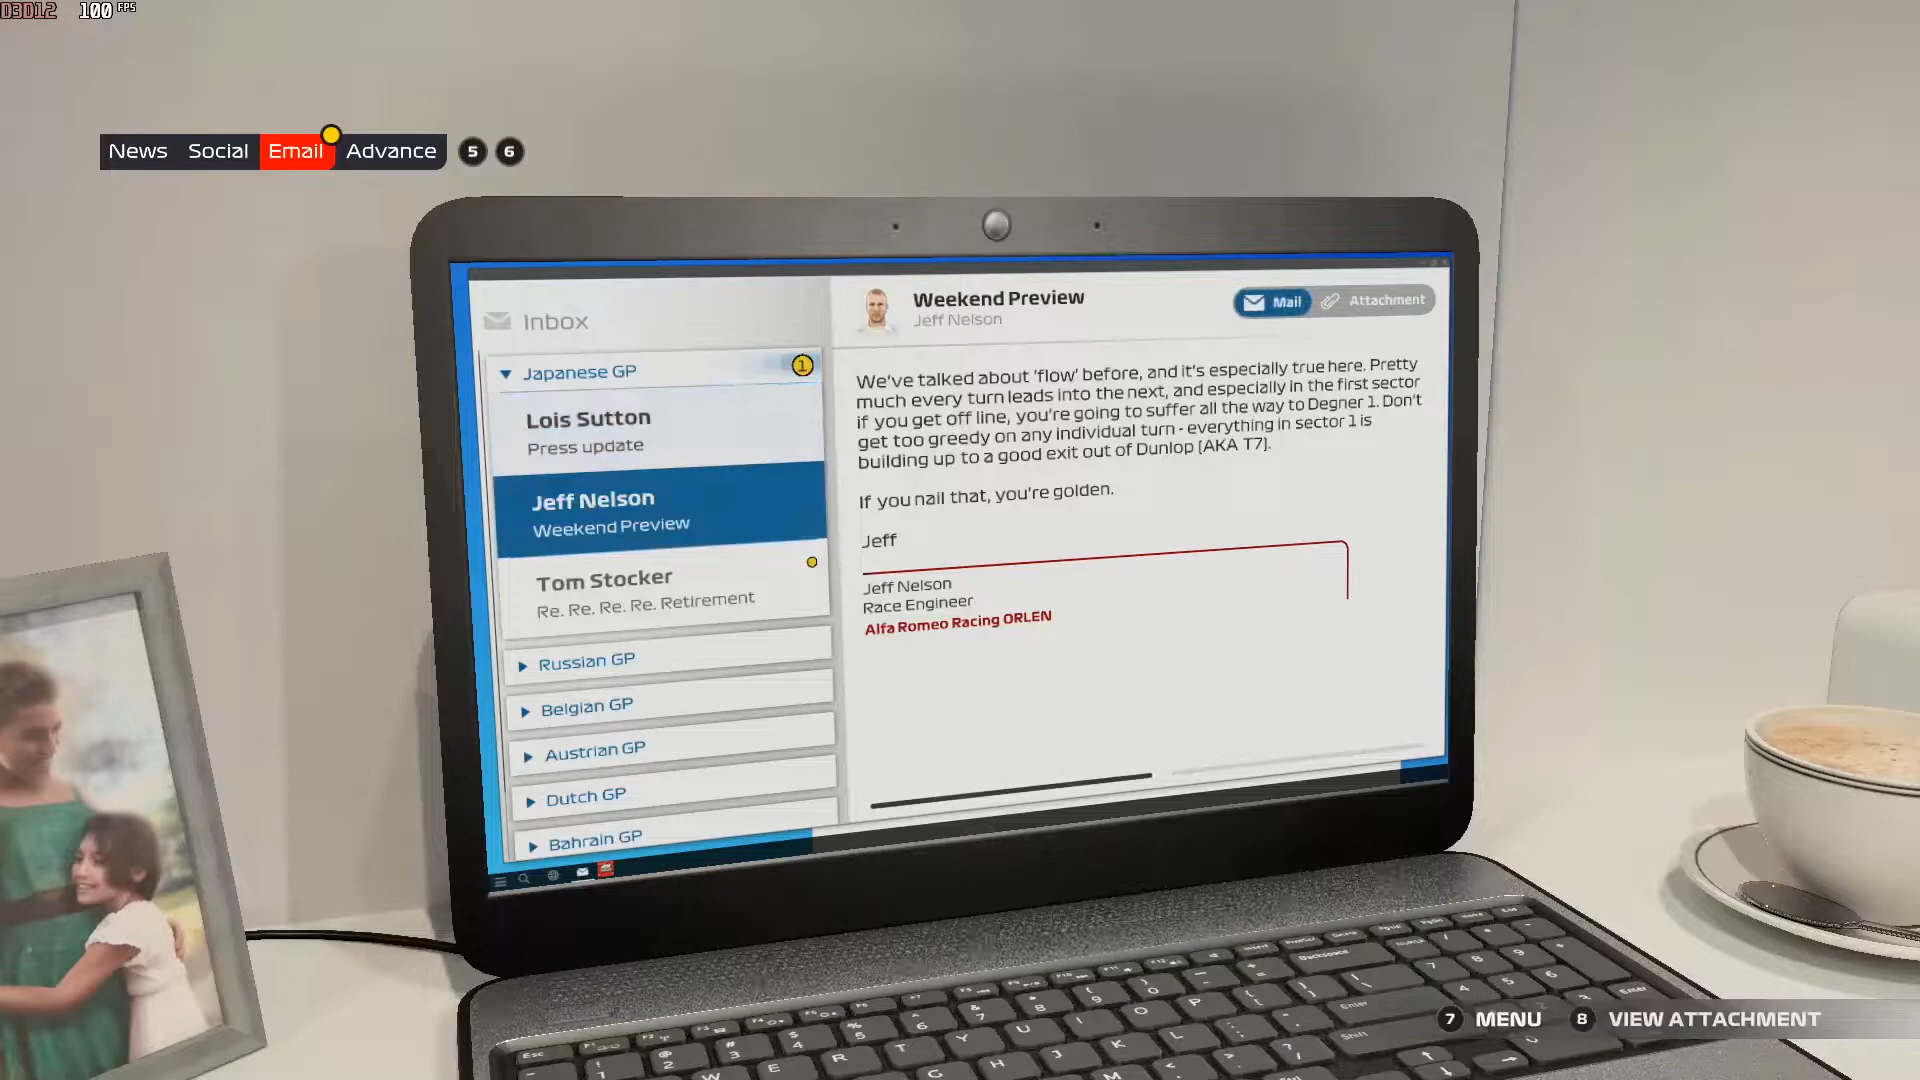 D3D12 100 FPS
News Social Email Advance 5 6
Inbox
Japanese GP 1
Lois Sutton
Press update
Jeff Nelson
Weekend Preview
Tom Stocker
Re. Re. Re. Re. Retirement
Russian GP
Belgian GP
Austrian GP
Dutch GP
Bahrain GP
Weekend Preview
Jeff Nelson
Mail Attachment
We've talked about 'flow' before, and it's especially true here. Pretty
much every turn leads into the next, and especially in the first sector
if you get off line, you're going to suffer all the way to Degner 1. Don't
get too greedy on any individual turn - everything in sector 1 is
building up to a good exit out of Dunlop (AKA T7).
If you nail that, you're golden.
Jeff
Jeff Nelson
Race Engineer
Alfa Romeo Racing ORLEN
7 MENU 8 VIEW ATTACHMENT